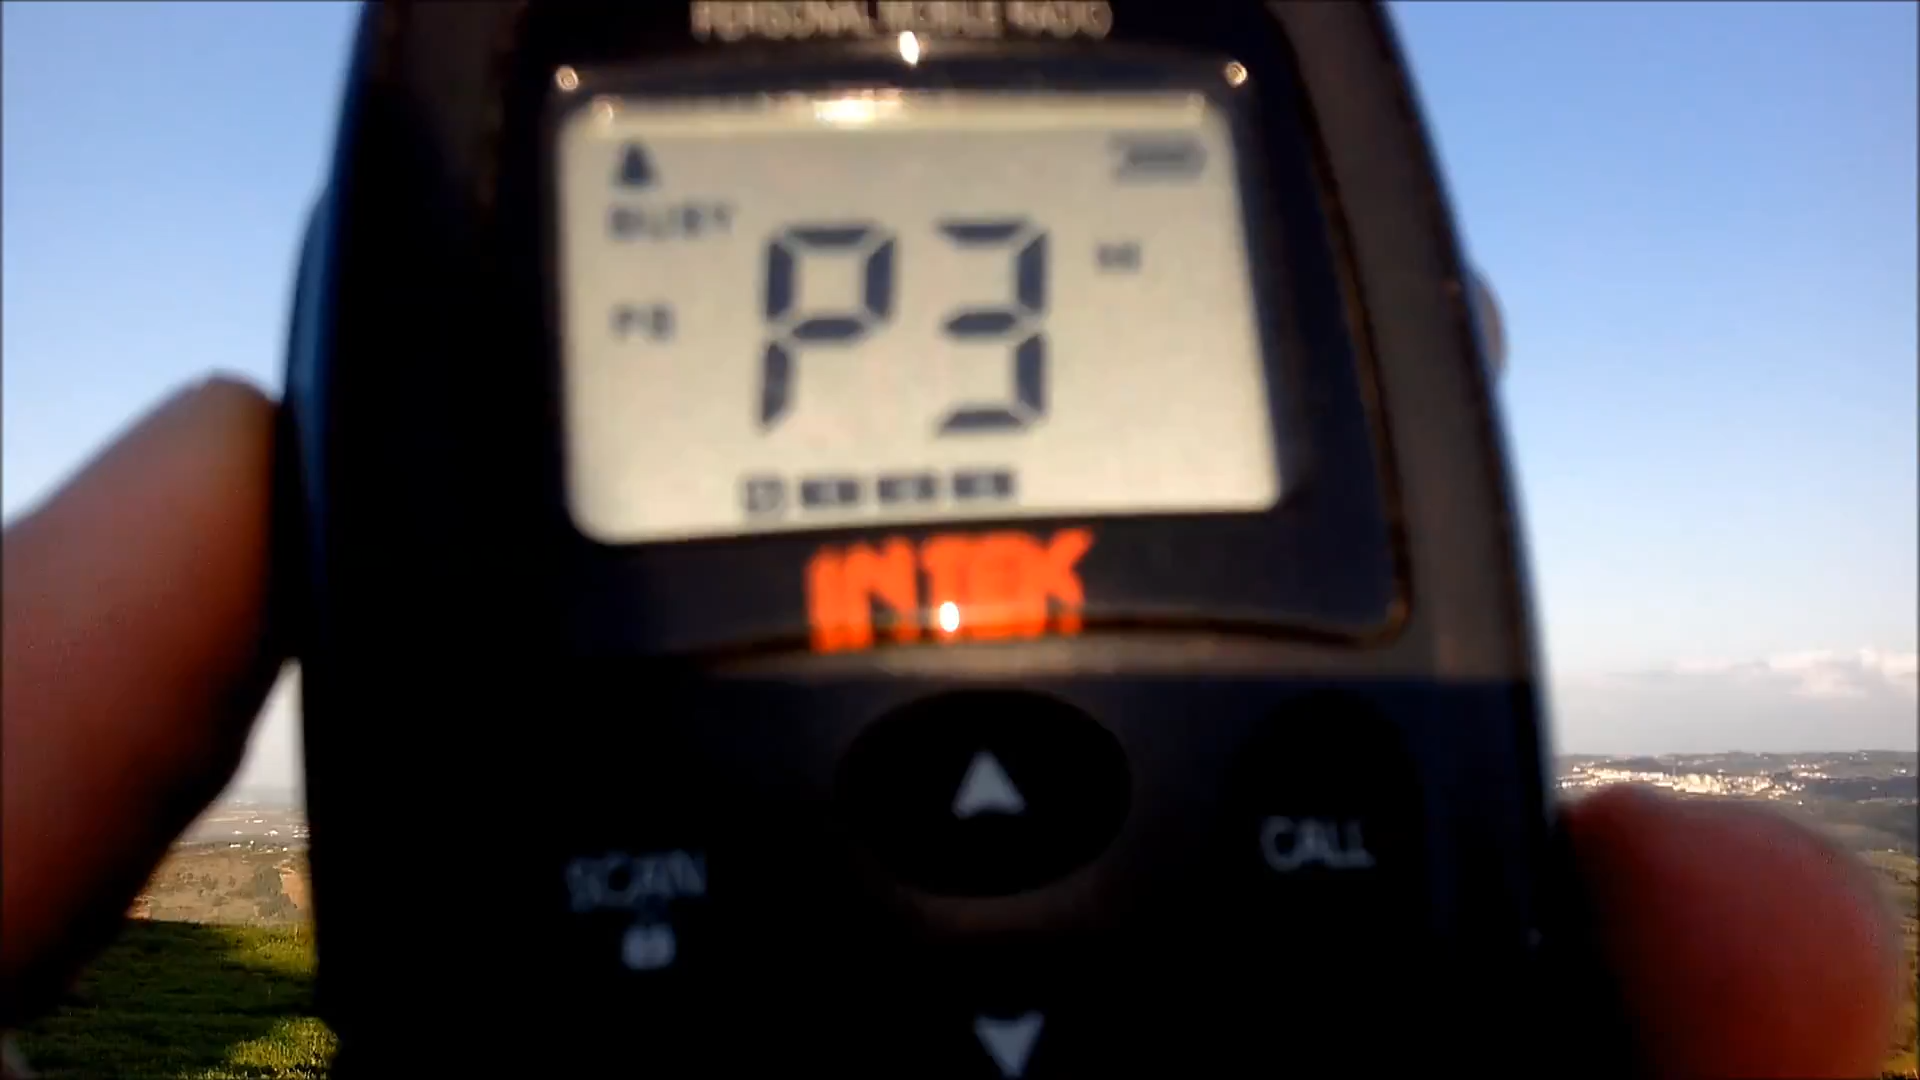 PERSONAL MOBILE RADIO
BUSY
P3
INTEK
SCAN
CALL